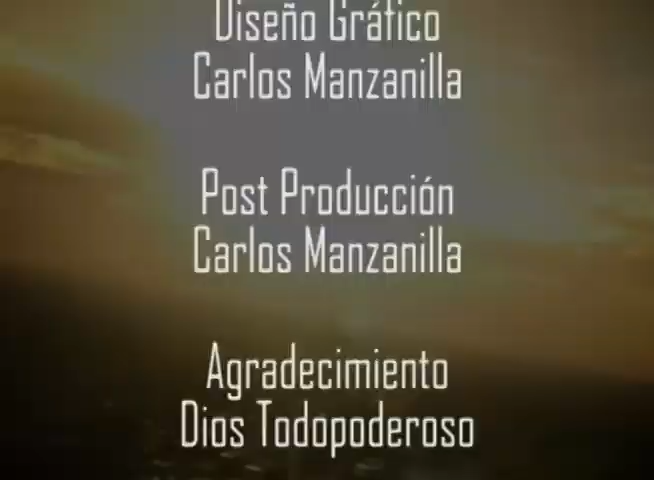 Diseño Gráfico
Carlos Manzanilla
Post Producción
Carlos Manzanilla
Agradecimiento
Dios Todopoderoso